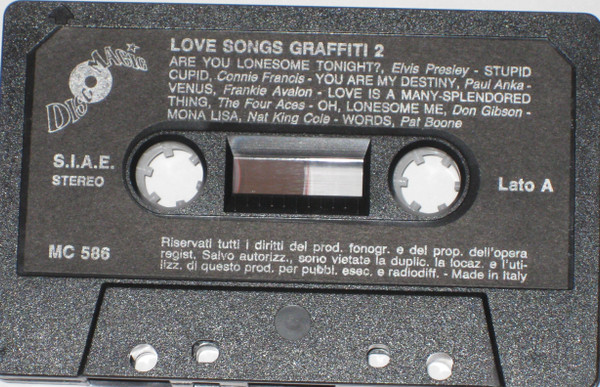 DISC MAGIC
LOVE SONGS GRAFFITI 2
ARE YOU LONESOME TONIGHT?, Elvis Presley - STUPID
CUPID, Connie Francis - YOU ARE MY DESTINY, Paul Anka -
VENUS, Frankie Avalon - LOVE IS A MANY-SPLENDORED
THING, The Four Aces - OH, LONESOME ME, Don Gibson -
MONA LISA, Nat King Cole - WORDS, Pat Boone
S.I.A.E.
STEREO
Lato A
MC 586
Riservati tutti i diritti del prod. fonogr. e del prop. dell'opera
regist. Salvo autorizz., sono vietate la duplic. la locaz. e l'uti-
lizz. di questo prod. per pubbl. esec. e radiodiff. - Made in Italy